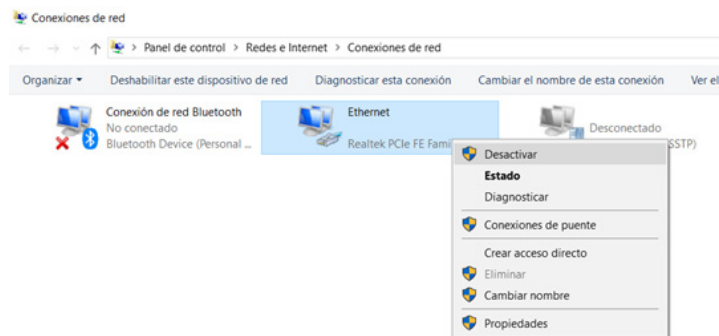 Conexiones de red
Panel de control > Redes e Internet > Conexiones de red
Organizar Deshabilitar este dispositivo de red Diagnosticar esta conexión Cambiar el nombre de esta conexión Ver el
Conexión de red Bluetooth
No conectado
Bluetooth Device (Personal ...
Ethernet
Realtek PCIe FE Fami
Desconectado
SSTP)
Desactivar
Estado
Diagnosticar
Conexiones de puente
Crear acceso directo
Eliminar
Cambiar nombre
Propiedades